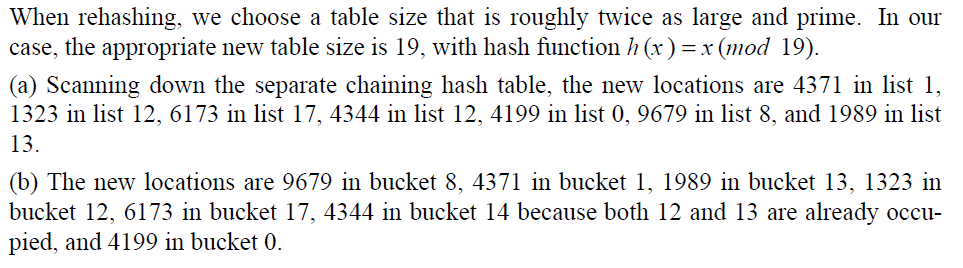 When rehashing, we choose a table size that is roughly twice as large and prime. In our
case, the appropriate new table size is 19, with hash function h (x ) = x (mod 19).
(a) Scanning down the separate chaining hash table, the new locations are 4371 in list 1,
1323 in list 12, 6173 in list 17, 4344 in list 12, 4199 in list 0, 9679 in list 8, and 1989 in list
13.
(b) The new locations are 9679 in bucket 8, 4371 in bucket 1, 1989 in bucket 13, 1323 in
bucket 12, 6173 in bucket 17, 4344 in bucket 14 because both 12 and 13 are already occu-
pied, and 4199 in bucket 0.